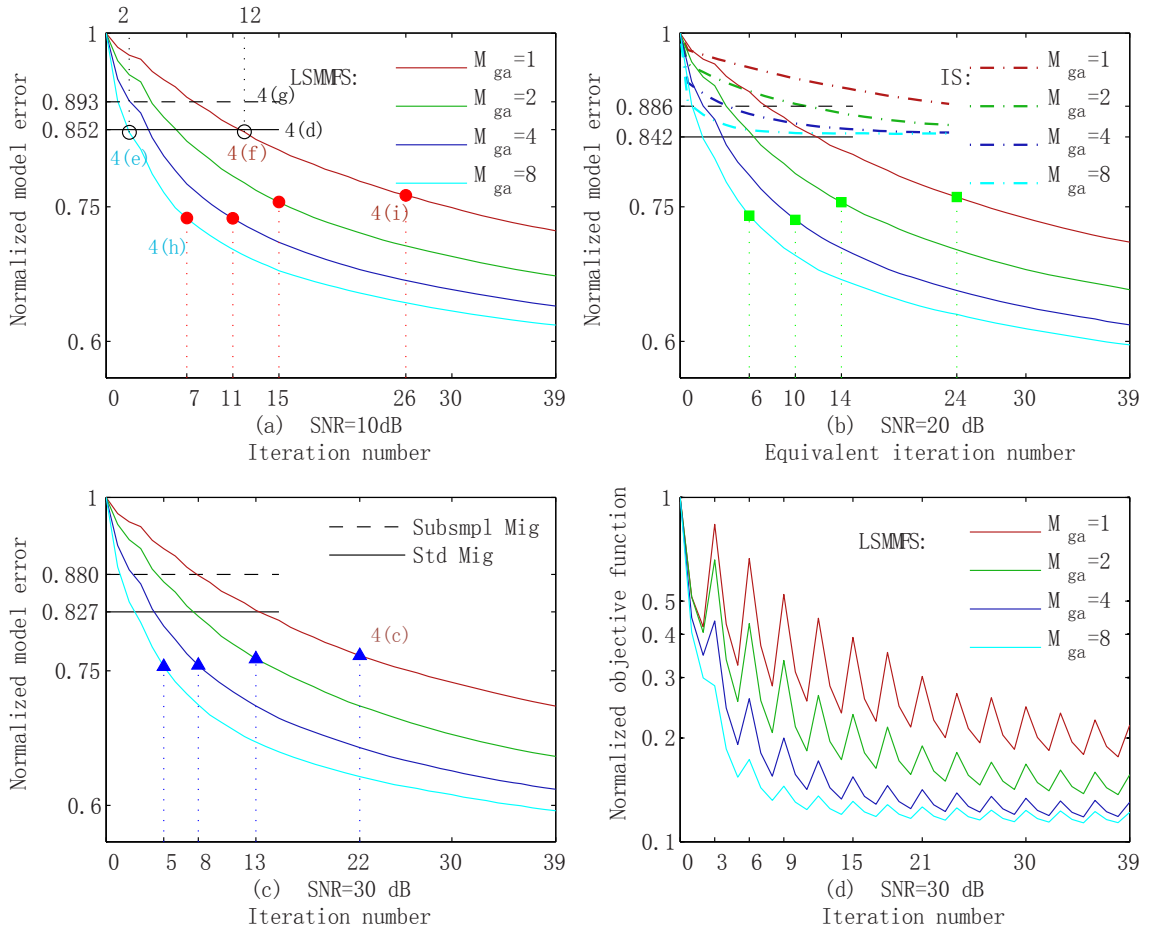 2 12
1
0.893
0.852
0.75
0.6
Normalized model error
LSMMFS:
M ga=1
M ga=2
M ga=4
M ga=8
4(g)
4(d)
4(e)
4(f)
4(i)
4(h)
0 7 11 15 26 30 39
(a) SNR=10dB
Iteration number
1
0.886
0.842
0.75
0.6
Normalized model error
IS:
M ga=1
M ga=2
M ga=4
M ga=8
0 6 10 14 24 30 39
(b) SNR=20 dB
Equivalent iteration number
1
0.880
0.827
0.75
0.6
Normalized model error
Subsmpl Mig
Std Mig
4(c)
0 5 8 13 22 30 39
(c) SNR=30 dB
Iteration number
1
0.5
0.4
0.3
0.2
0.1
Normalized objective function
LSMMFS:
M ga=1
M ga=2
M ga=4
M ga=8
0 3 6 9 15 21 30 39
(d) SNR=30 dB
Iteration number